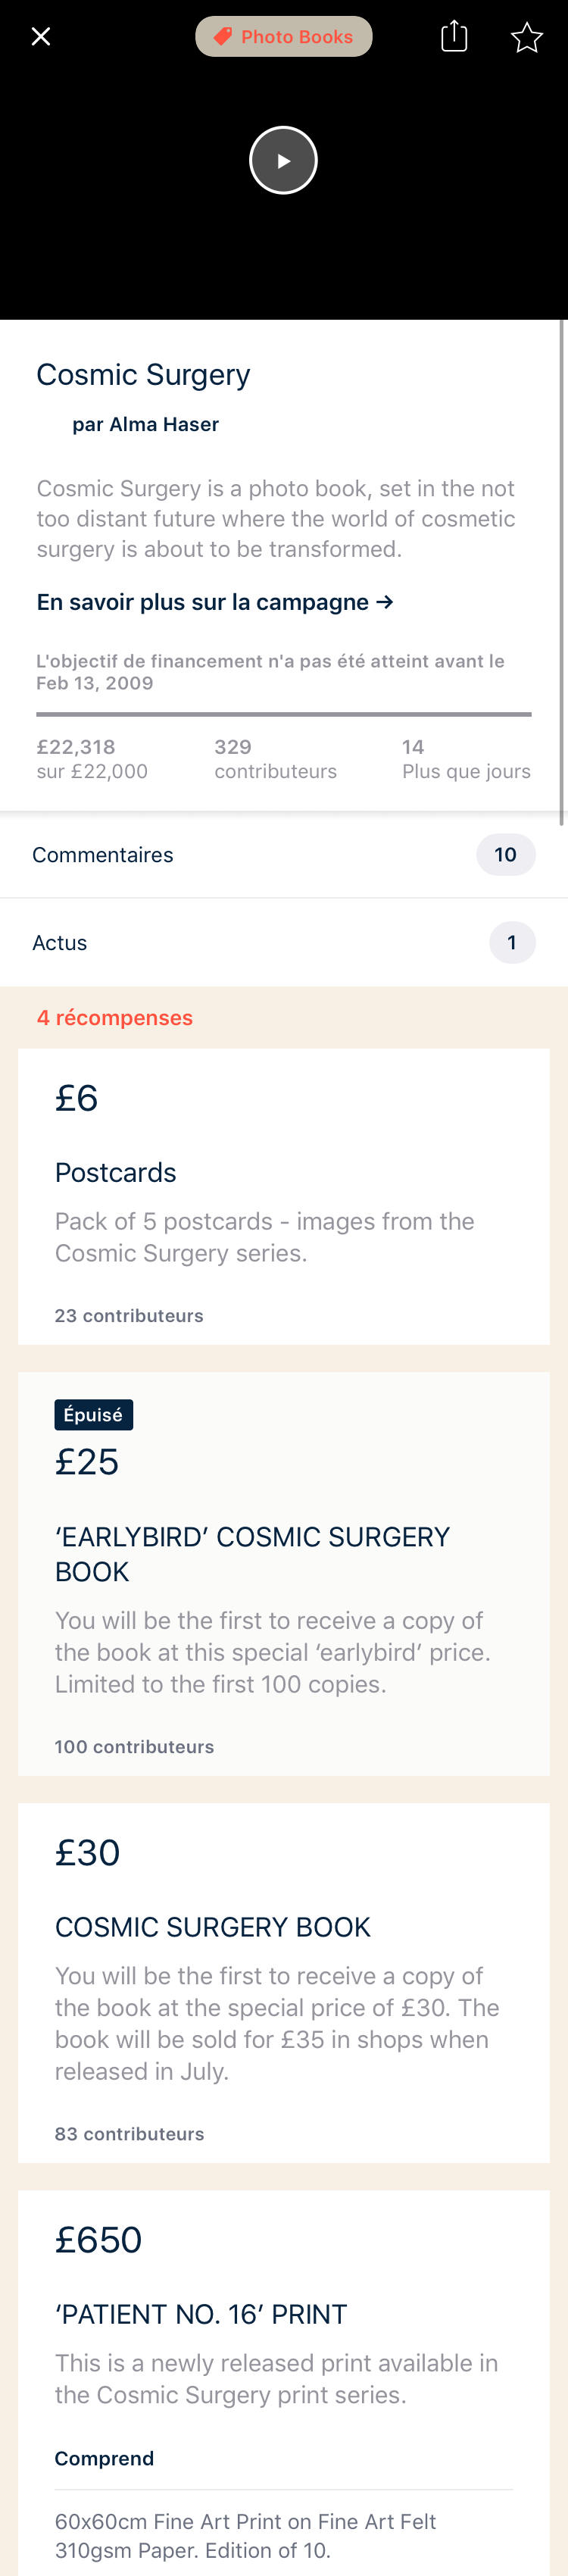 Photo Books
Cosmic Surgery
par Alma Haser
Cosmic Surgery is a photo book, set in the not
too distant future where the world of cosmetic
surgery is about to be transformed.
En savoir plus sur la campagne →
L'objectif de financement n'a pas été atteint avant le
Feb 13, 2009
£22,318
sur £22,000
329
contributeurs
14
Plus que jours
Commentaires
10
Actus
1
4 récompenses
£6
Postcards
Pack of 5 postcards - images from the
Cosmic Surgery series.
23 contributeurs
Épuisé
£25
‘EARLYBIRD’ COSMIC SURGERY
BOOK
You will be the first to receive a copy of
the book at this special ‘earlybird’ price.
Limited to the first 100 copies.
100 contributeurs
£30
COSMIC SURGERY BOOK
You will be the first to receive a copy of
the book at the special price of £30. The
book will be sold for £35 in shops when
released in July.
83 contributeurs
£650
‘PATIENT NO. 16’ PRINT
This is a newly released print available in
the Cosmic Surgery print series.
Comprend
60x60cm Fine Art Print on Fine Art Felt
310gsm Paper. Edition of 10.